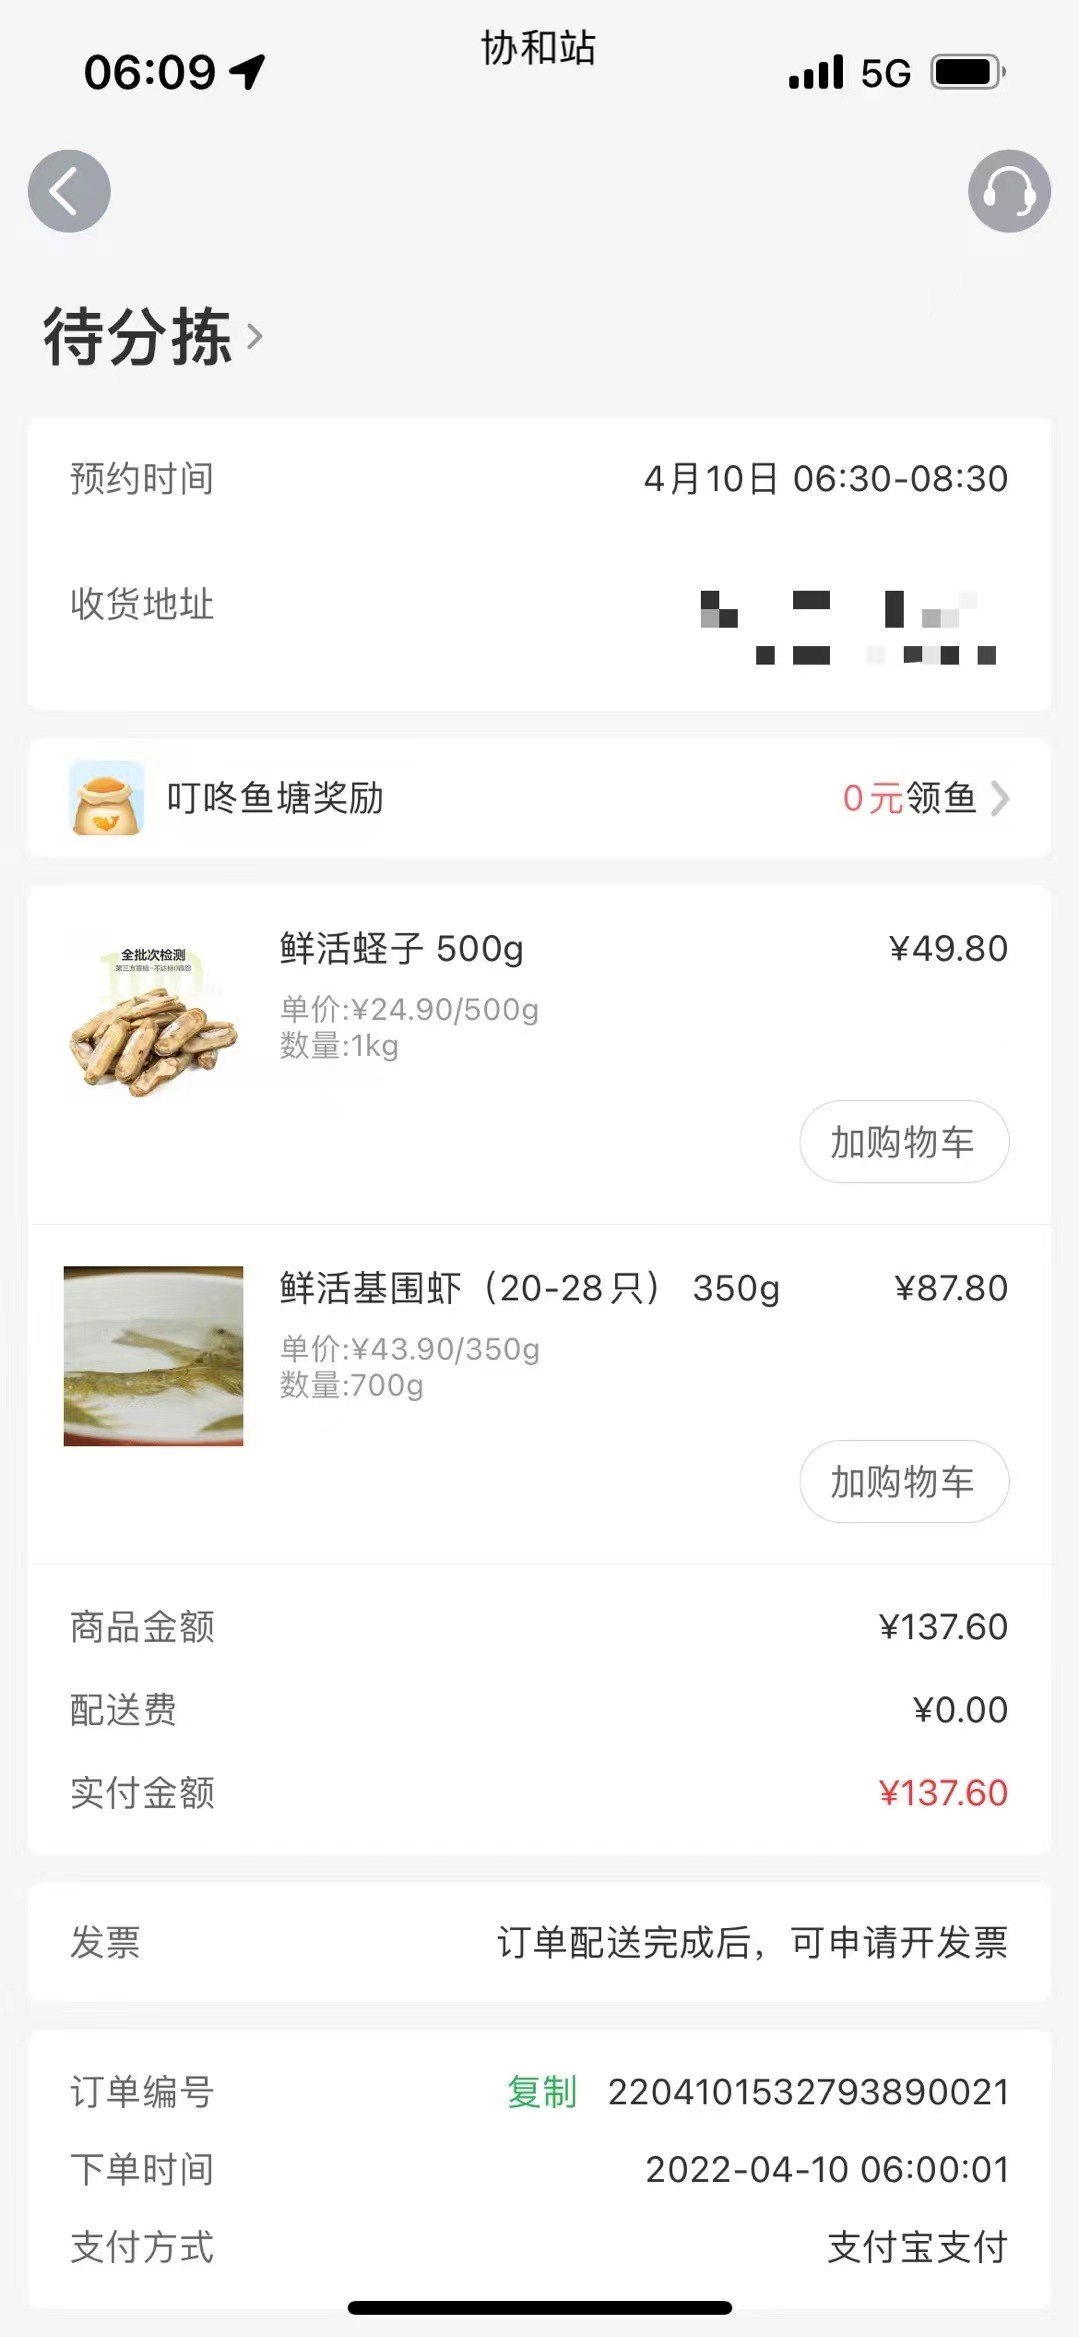 协和站
06:09
5G
待分拣
预约时间 4月10日 06:30-08:30
收货地址
叮咚鱼塘奖励 0元领鱼
全批次检测
鲜活蛏子 500g ¥49.80
单价:¥24.90/500g
数量:1kg
加购物车
鲜活基围虾（20-28只） 350g ¥87.80
单价:¥43.90/350g
数量:700g
加购物车
商品金额 ¥137.60
配送费 ¥0.00
实付金额 ¥137.60
发票 订单配送完成后，可申请开发票
订单编号 复制 2204101532793890021
下单时间 2022-04-10 06:00:01
支付方式 支付宝支付